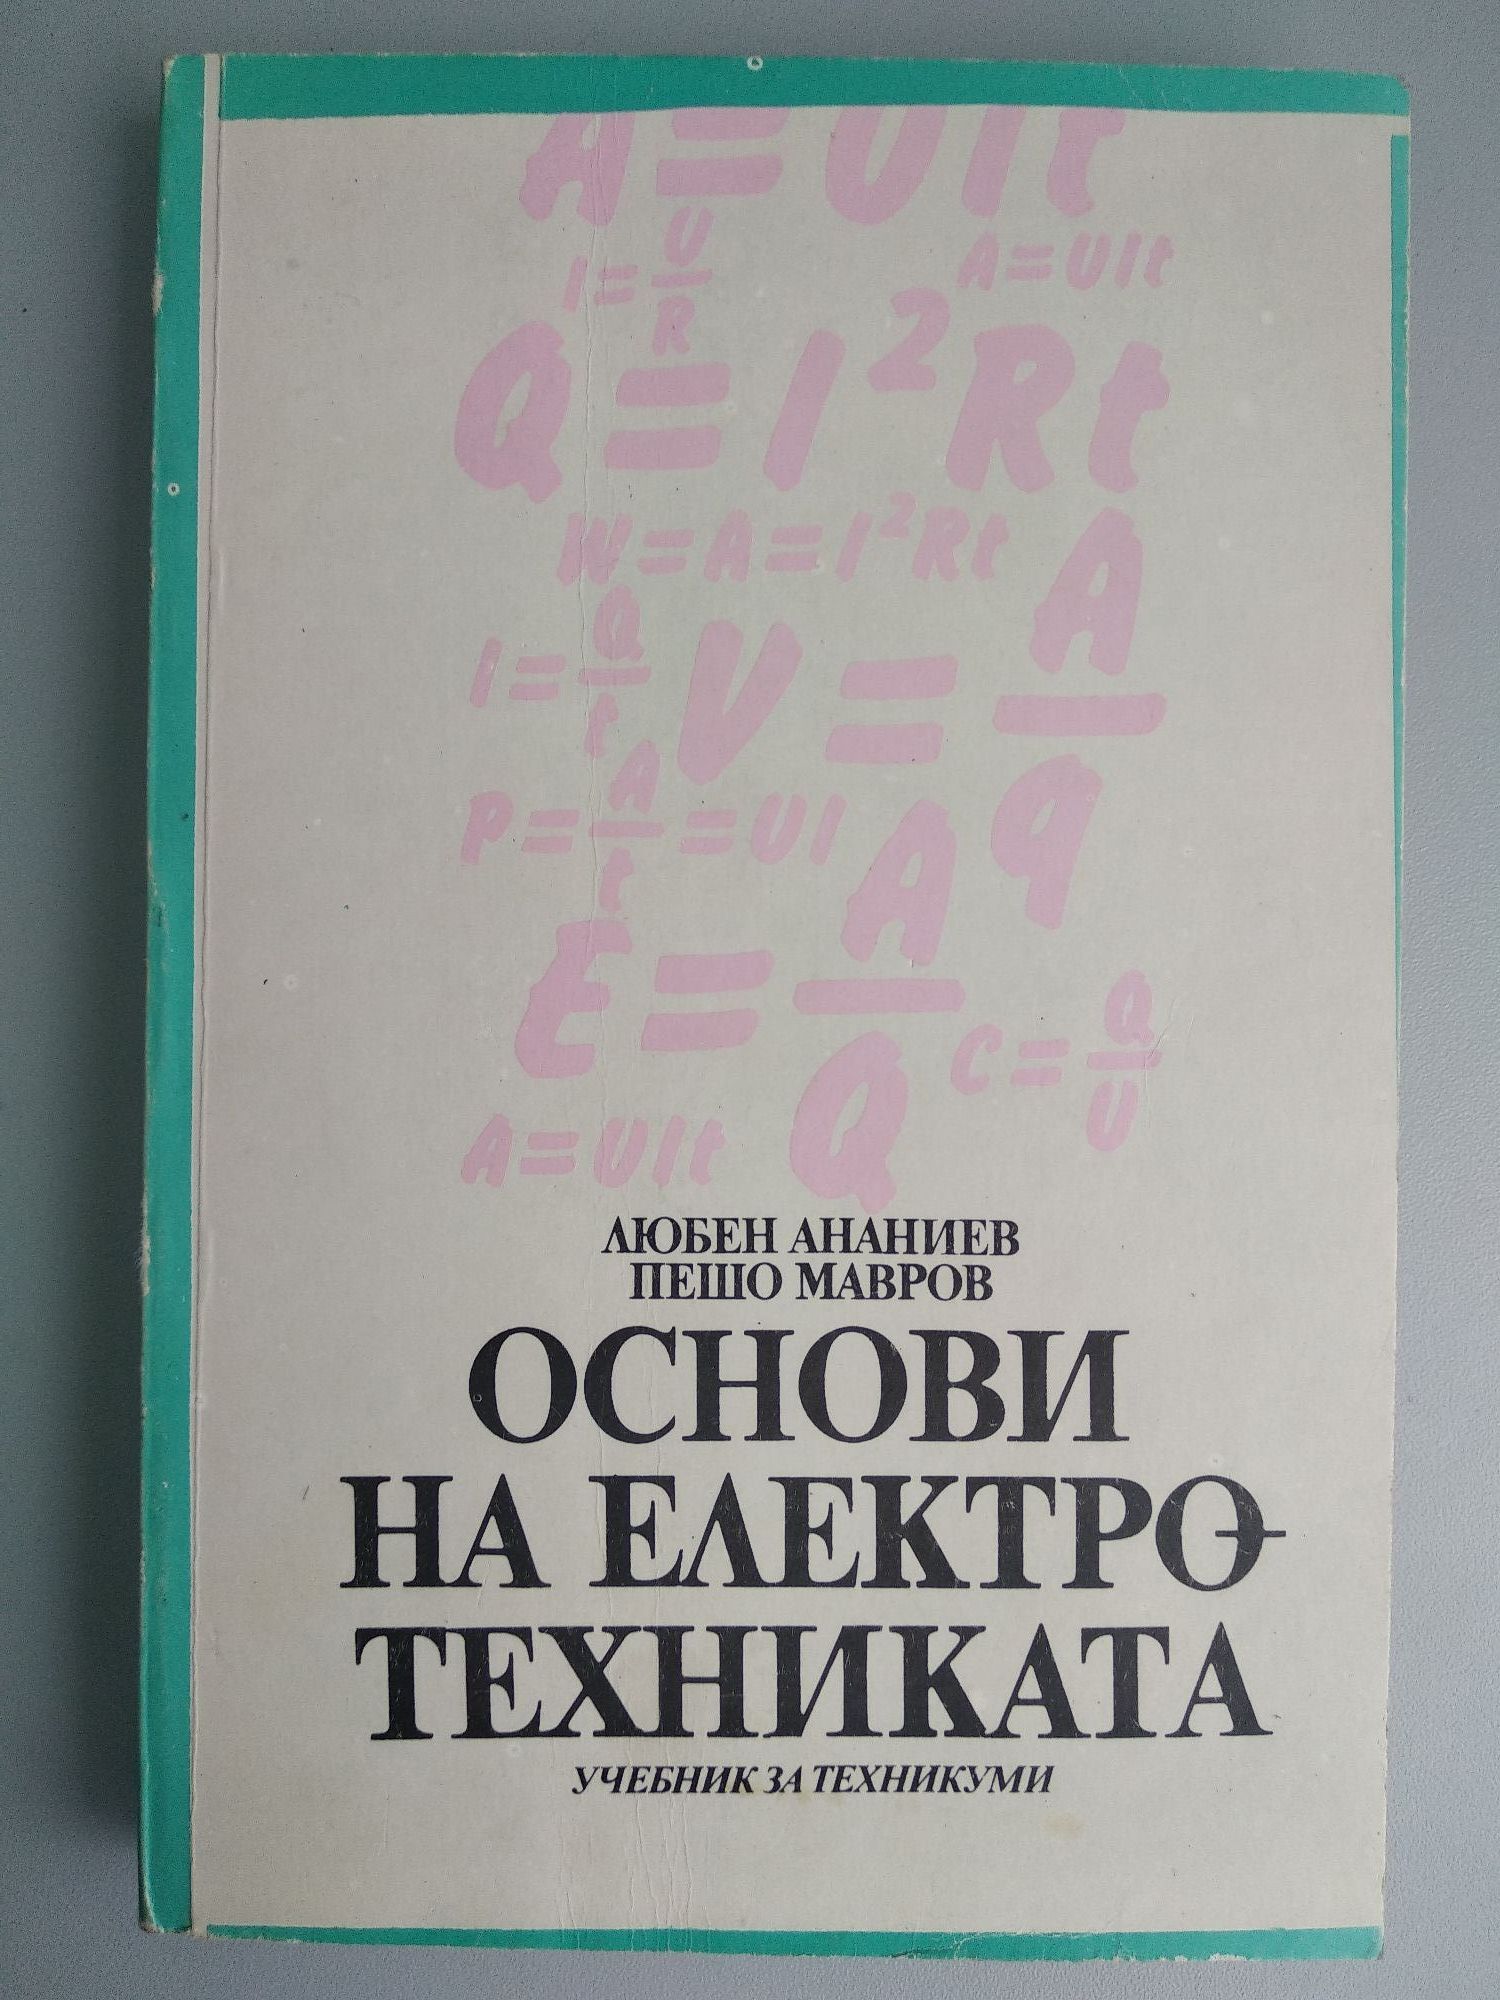 A=UIt
I=U/R
A=UIt
Q=I²Rt
W=A=I²Rt
I=Q/t
V=A/q
P=A/t=UI
E=A/Q
C=Q/U
A=UIt
ЛЮБЕН АНАНИЕВ
ПЕШО МАВРОВ
ОСНОВИ
НА ЕЛЕКТРО-
ТЕХНИКАТА
УЧЕБНИК ЗА ТЕХНИКУМИ